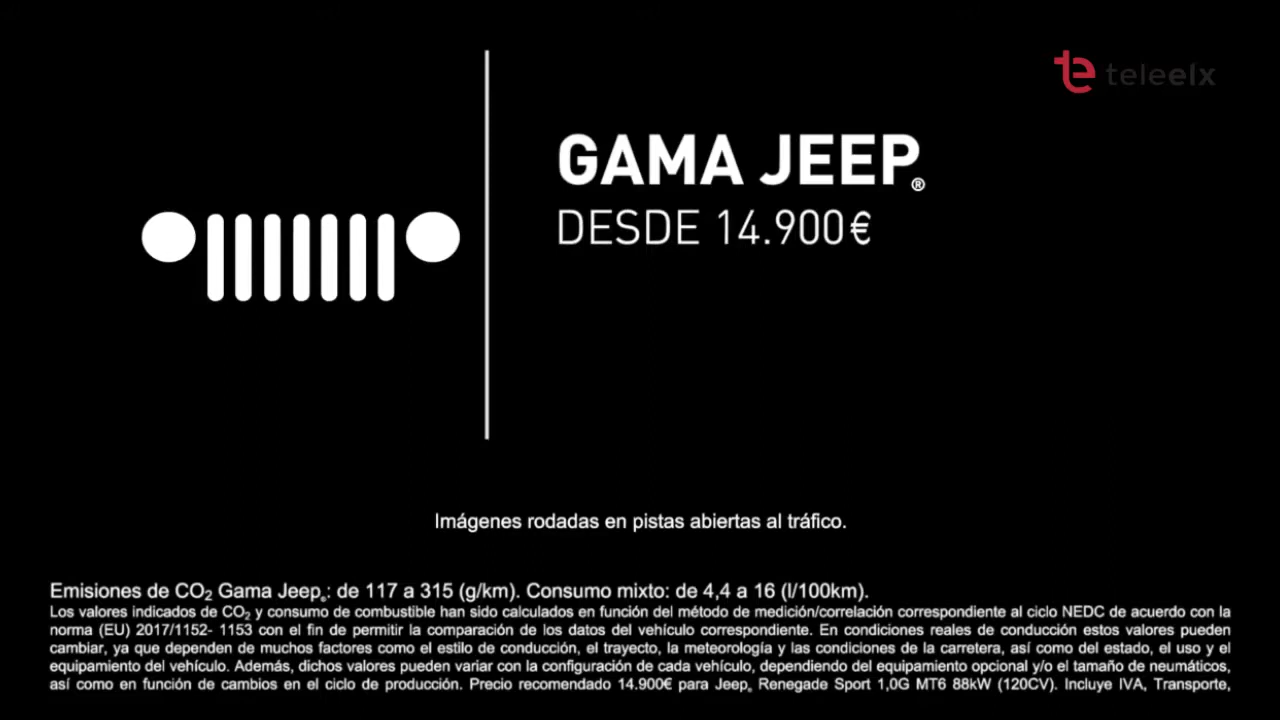 teleelx
GAMA JEEP®
DESDE 14.900€
Imágenes rodadas en pistas abiertas al tráfico.
Emisiones de CO₂ Gama Jeep®: de 117 a 315 (g/km). Consumo mixto: de 4,4 a 16 (l/100km).
Los valores indicados de CO₂ y consumo de combustible han sido calculados en función del método de medición/correlación correspondiente al ciclo NEDC de acuerdo con la
norma (EU) 2017/1152- 1153 con el fin de permitir la comparación de los datos del vehículo correspondiente. En condiciones reales de conducción estos valores pueden
cambiar, ya que dependen de muchos factores como el estilo de conducción, el trayecto, la meteorología y las condiciones de la carretera, así como del estado, el uso y el
equipamiento del vehículo. Además, dichos valores pueden variar con la configuración de cada vehículo, dependiendo del equipamiento opcional y/o el tamaño de neumáticos,
así como en función de cambios en el ciclo de producción. Precio recomendado 14.900€ para Jeep® Renegade Sport 1,0G MT6 88kW (120CV). Incluye IVA, Transporte,